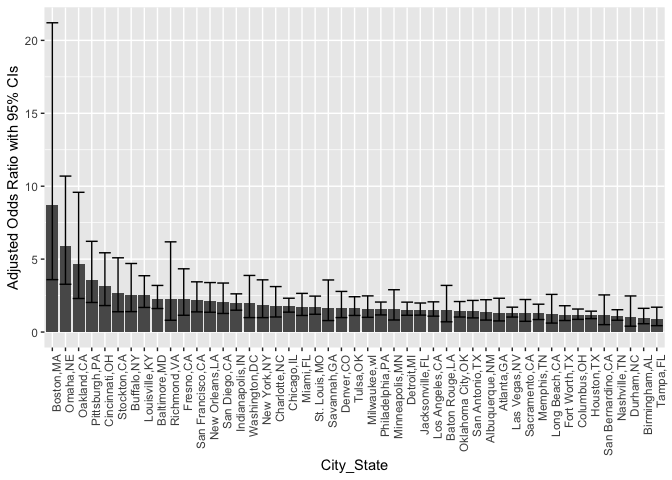 Adjusted Odds Ratio with 95% CIs
20
15
10
5
0
Boston,MA
Omaha,NE
Oakland,CA
Pittsburgh,PA
Cincinnati,OH
Stockton,CA
Buffalo,NY
Louisville,KY
Baltimore,MD
Richmond,VA
Fresno,CA
San Francisco,CA
New Orleans,LA
San Diego,CA
Indianapolis,IN
Washington,DC
New York,NY
Charlotte,NC
Chicago,IL
Miami,FL
St. Louis,MO
Savannah,GA
Denver,CO
Tulsa,OK
Milwaukee,wI
Philadelphia,PA
Minneapolis,MN
Detroit,MI
Jacksonville,FL
Los Angeles,CA
Baton Rouge,LA
Oklahoma City,OK
San Antonio,TX
Albuquerque,NM
Atlanta,GA
Las Vegas,NV
Sacramento,CA
Memphis,TN
Long Beach,CA
Fort Worth,TX
Columbus,OH
Houston,TX
San Bernardino,CA
Nashville,TN
Durham,NC
Birmingham,AL
Tampa,FL
City_State